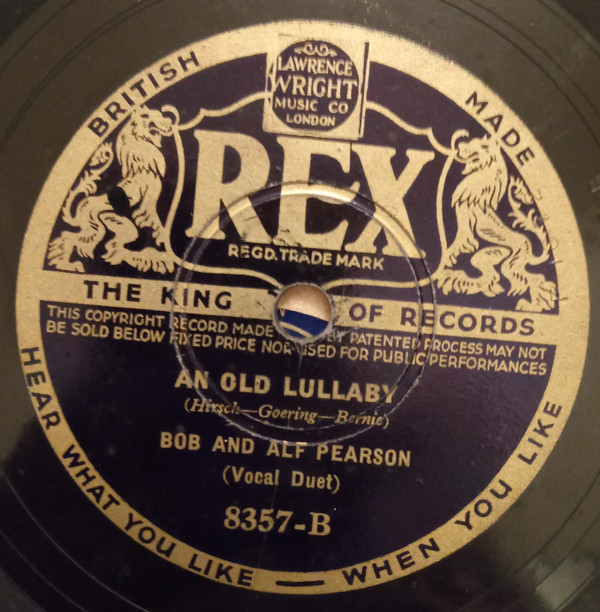 BRITISH
MADE
LAWRENCE
WRIGHT
MUSIC CO
LONDON
REX
REGD. TRADE MARK
THE KING OF RECORDS
THIS COPYRIGHT RECORD MADE BY PATENTED PROCESS MAY NOT
BE SOLD BELOW FIXED PRICE NOR USED FOR PUBLIC PERFORMANCES
AN OLD LULLABY
(Hirsch—Goering—Bernie)
BOB AND ALF PEARSON
(Vocal Duet)
8357-B
HEAR WHAT YOU LIKE — WHEN YOU LIKE